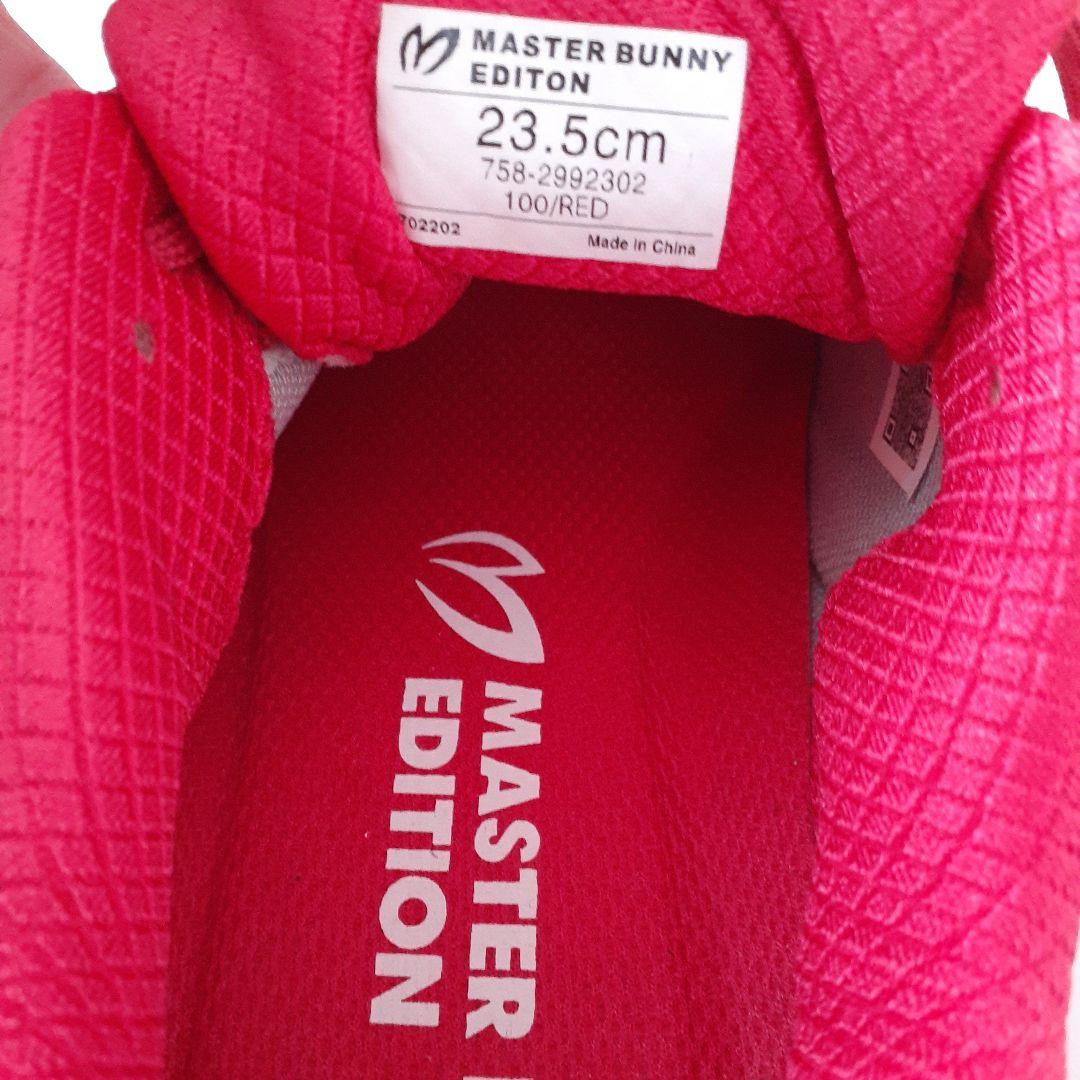 MASTER BUNNY
EDITON
23.5cm
758-2992302
100/RED
702202
Made in China
MASTER
EDITION